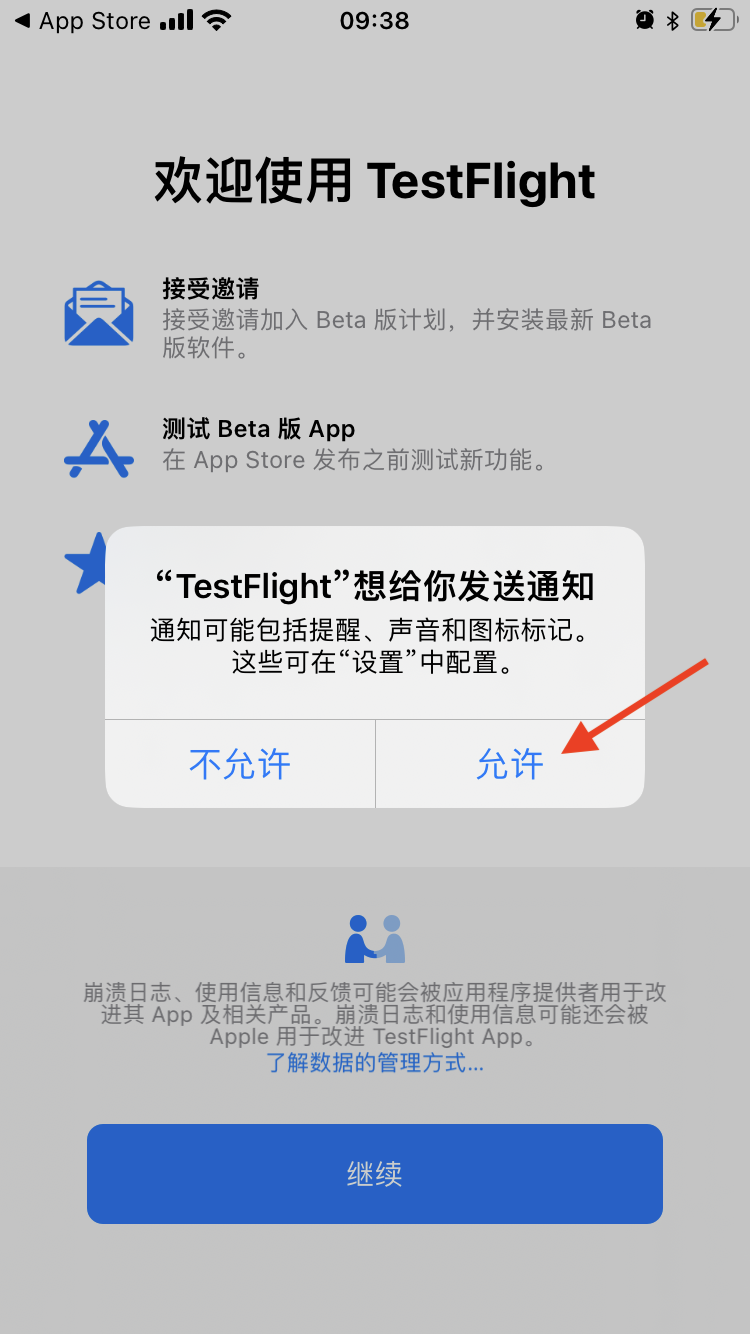 App Store
09:38
欢迎使用 TestFlight
接受邀请
接受邀请加入 Beta 版计划，并安装最新 Beta
版软件。
测试 Beta 版 App
在 App Store 发布之前测试新功能。
“TestFlight”想给你发送通知
通知可能包括提醒、声音和图标标记。
这些可在“设置”中配置。
不允许
允许
崩溃日志、使用信息和反馈可能会被应用程序提供者用于改
进其 App 及相关产品。崩溃日志和使用信息可能还会被
Apple 用于改进 TestFlight App。
了解数据的管理方式...
继续